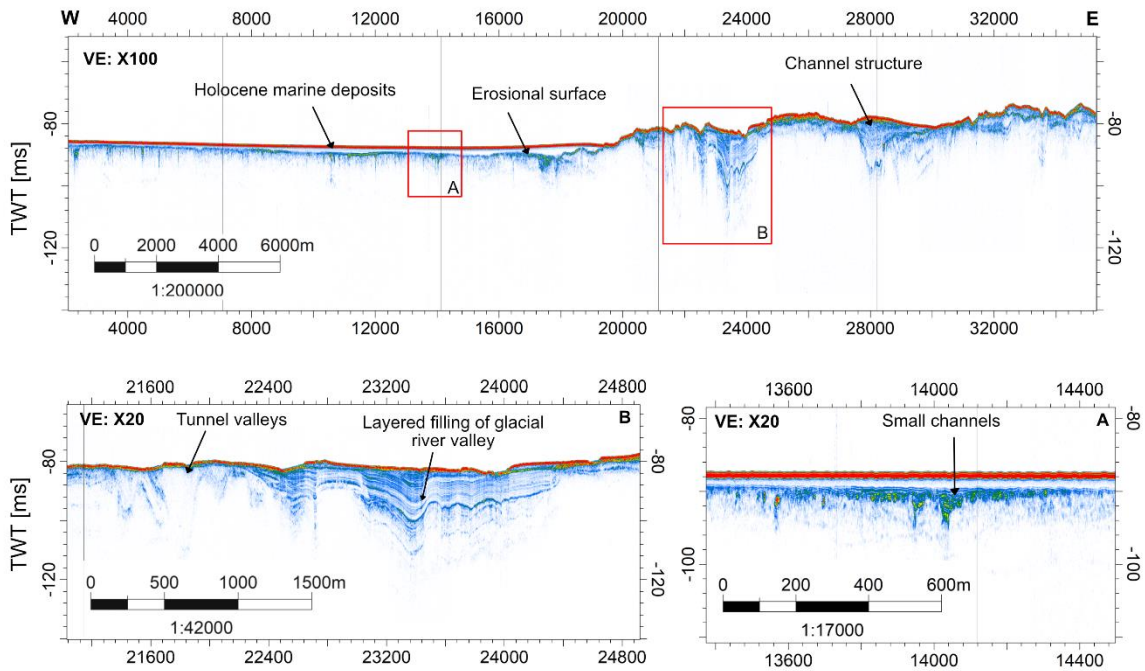 W 4000 8000 12000 16000 20000 24000 28000 32000 E
VE: X100
Channel structure
Holocene marine deposits
Erosional surface
-80 -80
TWT [ms]
A
B
-120 -120
0 2000 4000 6000m
1:200000
4000 8000 12000 16000 20000 24000 28000 32000
21600 22400 23200 24000 24800
VE: X20 B
Tunnel valleys
Layered filling of glacial
river valley
-80 -80
TWT [ms]
-120 -120
0 500 1000 1500m
1:42000
21600 22400 23200 24000 24800
13600 14000 14400
-80 -80
VE: X20 A
Small channels
-100 -100
0 200 400 600m
1:17000
13600 14000 14400